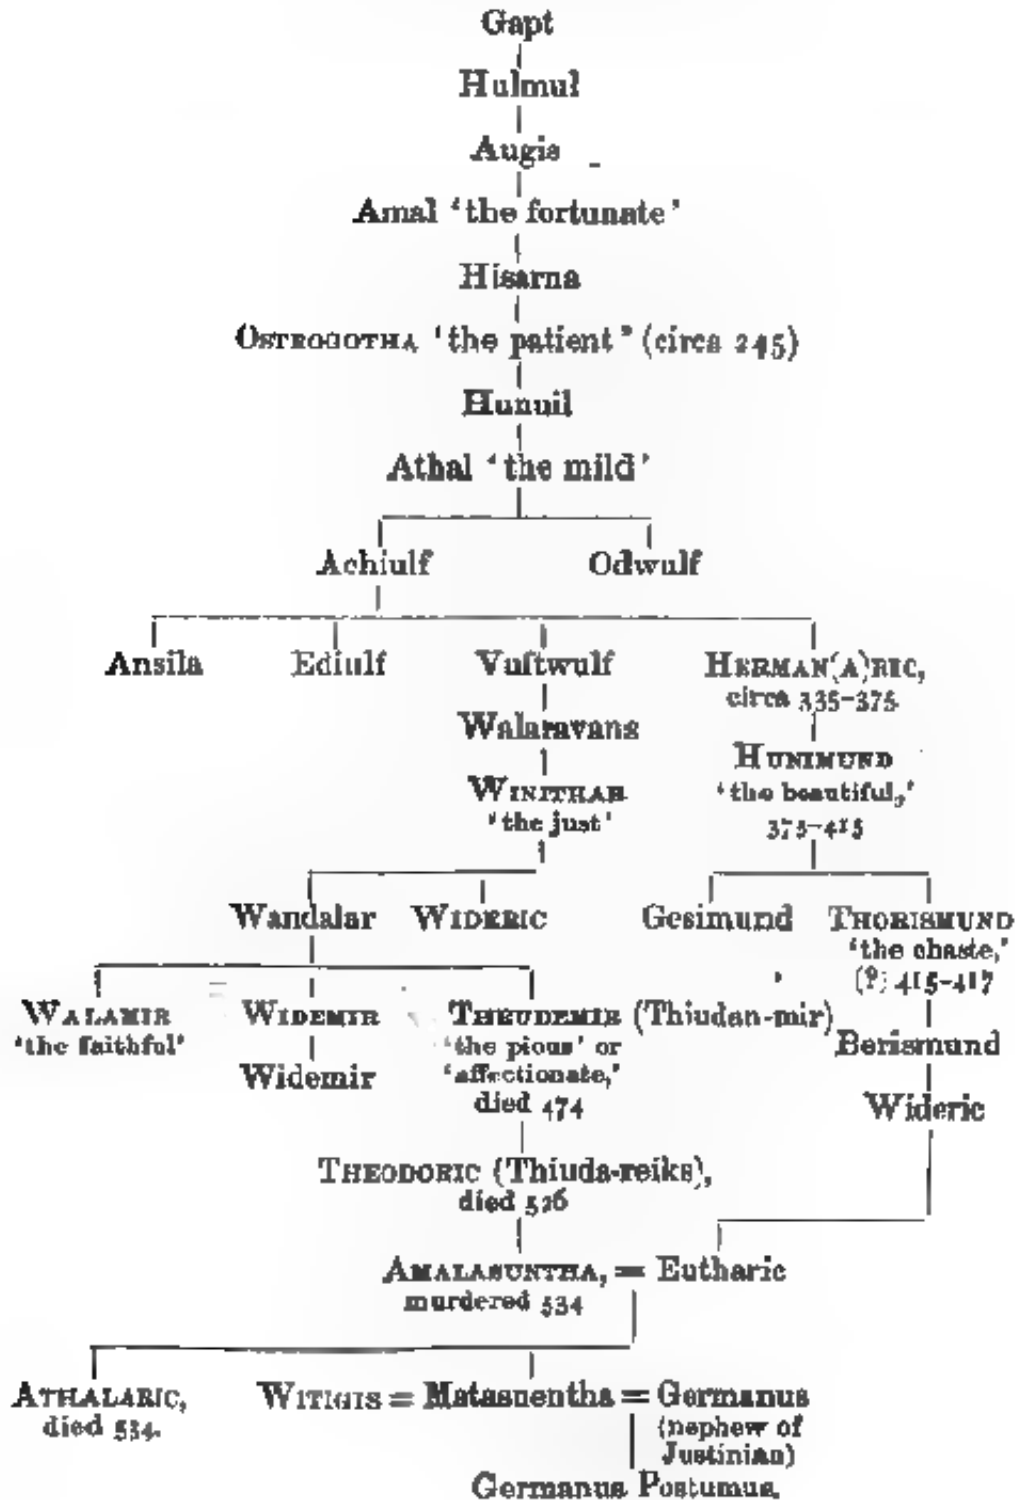 Gapt
Hulmul
Augis
Amal ‘the fortunate’
Hisarna
OSTROGOTHA ‘the patient’ (circa 245)
Hunuil
Athal ‘the mild’
Achiulf Odwulf
Ansila Ediulf Vultwulf HERMAN(A)RIC,
circa 335-375
Walaravans
HUNIMUND
‘the beautiful,’
375-415
WINITHAR
‘the just’
Wandalar WIDERIC Gesimund THORISMUND
‘the chaste,’
(?) 415-417
WALAMIR WIDEMIR THEUDEMIR (Thiudan-mir)
‘the faithful’ ‘the pious’ or
‘affectionate,’
died 474
Widemir
Berismund
Wideric
THEODORIC (Thiuda-reiks),
died 526
AMALASUNTHA, = Eutharic
murdered 534
ATHALARIC, WITIGIS = Matasuentha = Germanus
died 534. (nephew of
Justinian)
Germanus Postumus.